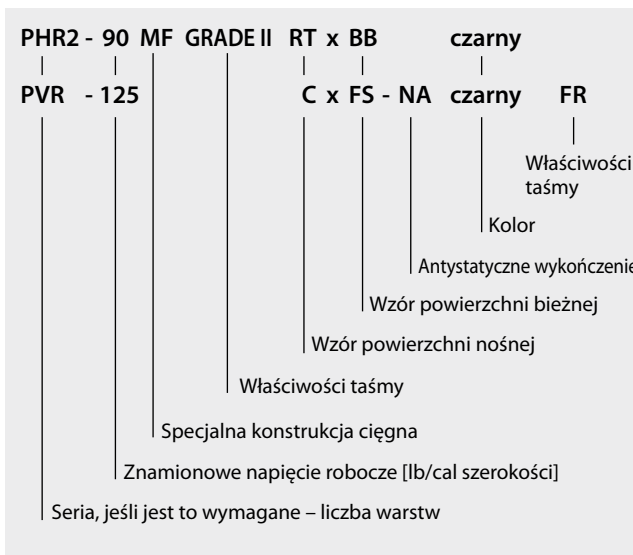 PHR2 - 90 MF GRADE II RT x BB czarny
PVR - 125 C x FS - NA czarny FR
Właściwości
taśmy
Kolor
Antystatyczne wykończenie
Wzór powierzchni bieżnej
Wzór powierzchni nośnej
Właściwości taśmy
Specjalna konstrukcja cięgna
Znamionowe napięcie robocze [lb/cal szerokości]
Seria, jeśli jest to wymagane – liczba warstw